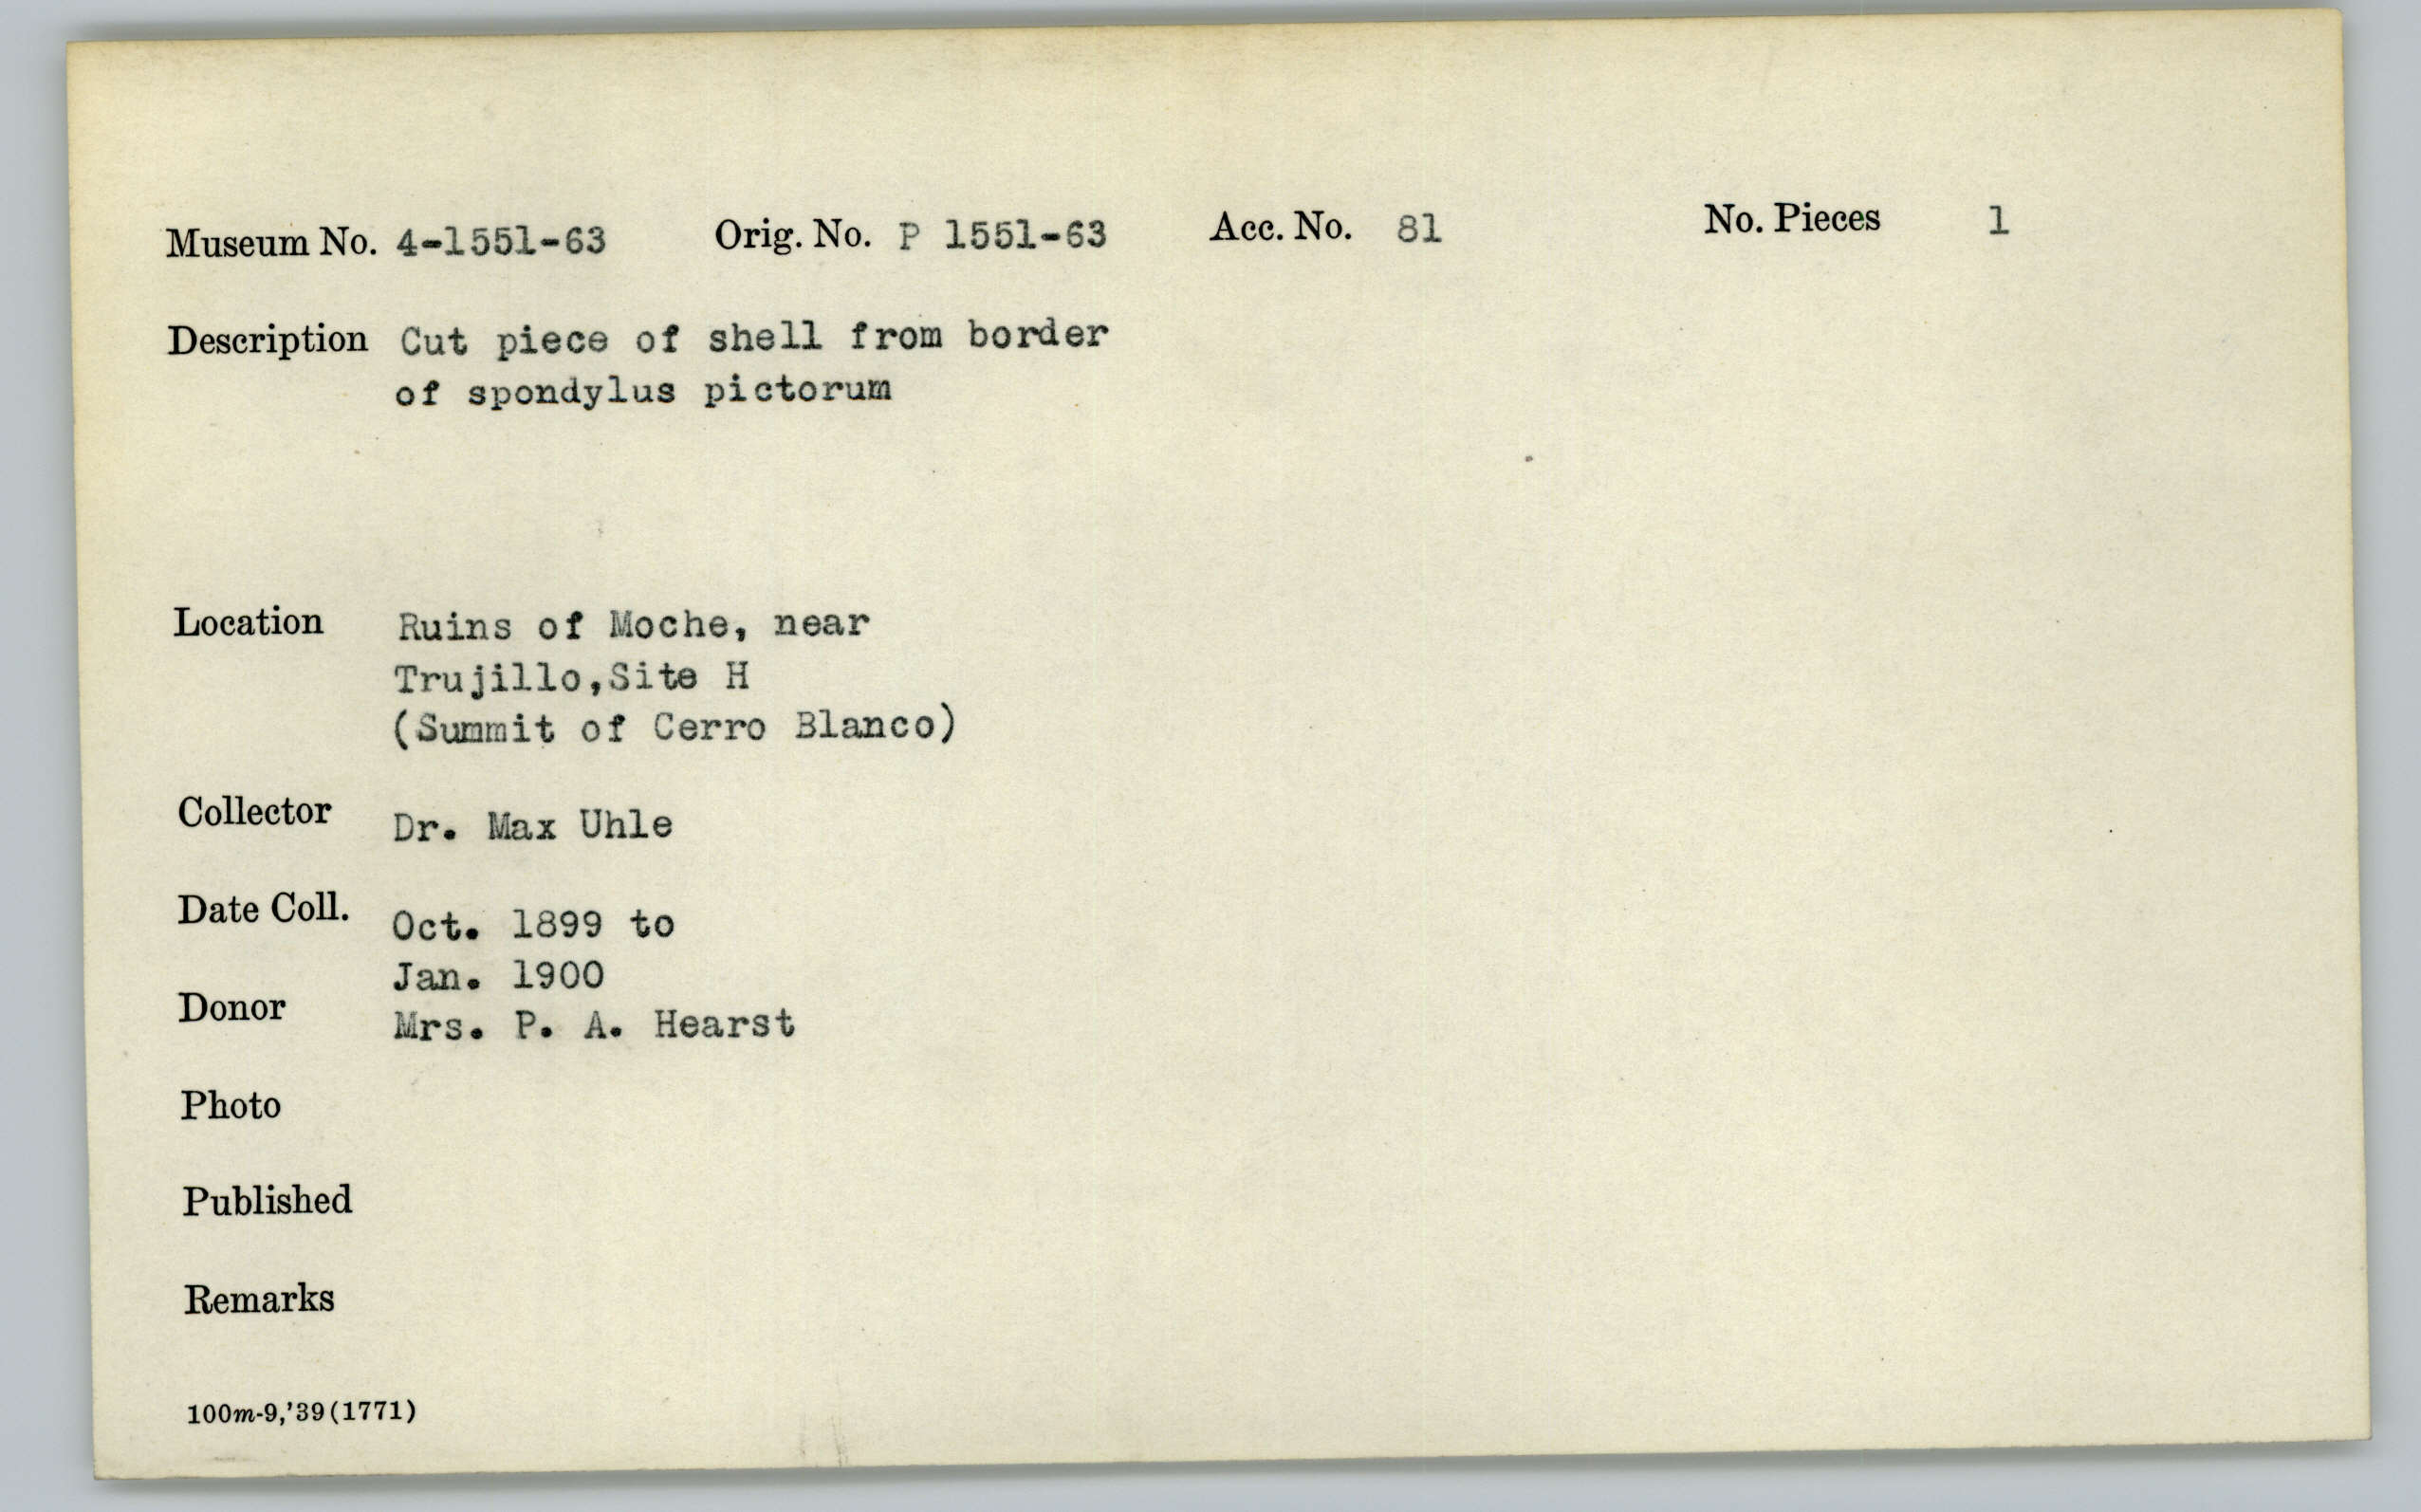 Museum No. 4-1551-63 Orig. No. P 1551-63 Acc. No. 81 No. Pieces 1
Description Cut piece of shell from border
of spondylus pictorum
Location Ruins of Moche, near
Trujillo,Site H
(Summit of Cerro Blanco)
Collector Dr. Max Uhle
Date Coll. Oct. 1899 to
Jan. 1900
Donor Mrs. P. A. Hearst
Photo
Published
Remarks
100m-9,'39(1771)